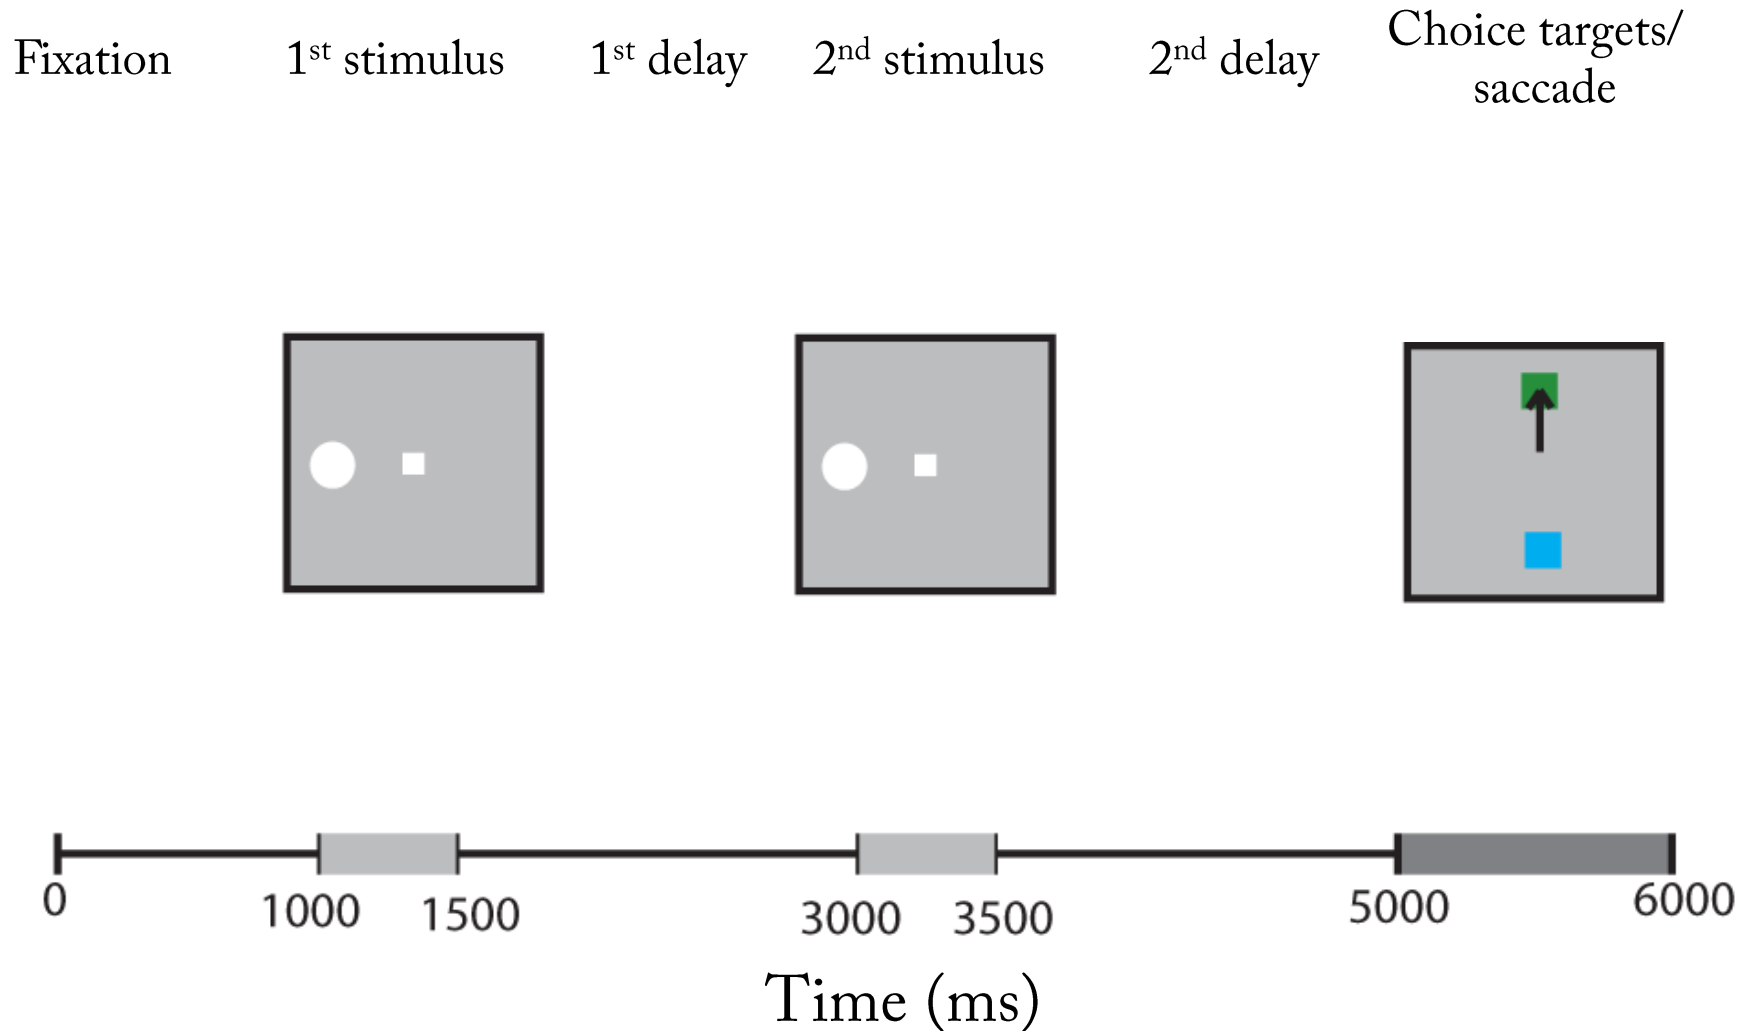 Fixation
1st stimulus
1st delay
2nd stimulus
2nd delay
Choice targets/
saccade
0
1000
1500
3000
3500
5000
6000
Time (ms)